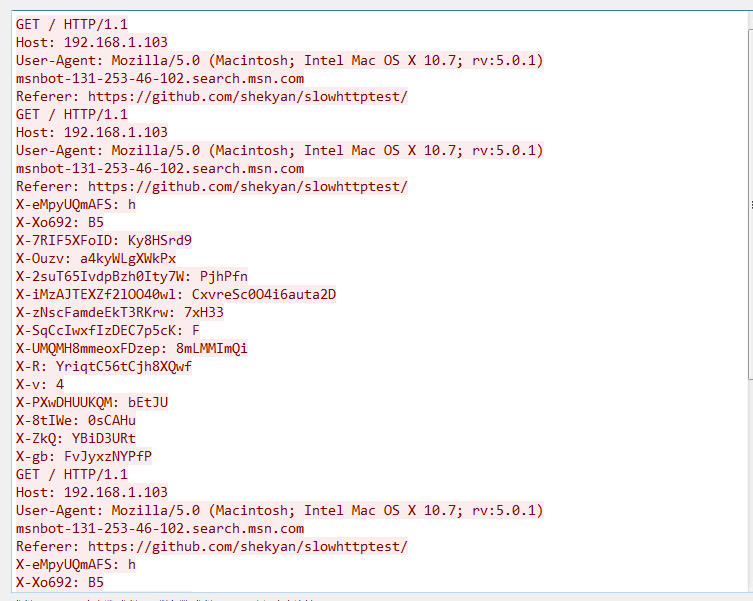 GET / HTTP/1.1
Host: 192.168.1.103
User-Agent: Mozilla/5.0 (Macintosh; Intel Mac OS X 10.7; rv:5.0.1)
msnbot-131-253-46-102.search.msn.com
Referer: https://github.com/shekyan/slowhttptest/
GET / HTTP/1.1
Host: 192.168.1.103
User-Agent: Mozilla/5.0 (Macintosh; Intel Mac OS X 10.7; rv:5.0.1)
msnbot-131-253-46-102.search.msn.com
Referer: https://github.com/shekyan/slowhttptest/
X-eMpyUQmAFS: h
X-Xo692: B5
X-7RIF5XFoID: Ky8HSrd9
X-Ouzv: a4kyWLgXWkPx
X-2suT65IvdpBzh0Ity7W: PjhPfn
X-iMzAJTEXZf2lOO40wl: CxvreSc0O4i6auta2D
X-zNscFamdeEkT3RKrw: 7xH33
X-SqCcIwxfIzDEC7p5cK: F
X-UMQMH8mmeoxFDzep: 8mLMMImQi
X-R: YriqtC56tCjh8XQwf
X-v: 4
X-PXwDHUUKQM: bEtJU
X-8tIWe: 0sCAHu
X-ZkQ: YBiD3URt
X-gb: FvJyxzNYPfP
GET / HTTP/1.1
Host: 192.168.1.103
User-Agent: Mozilla/5.0 (Macintosh; Intel Mac OS X 10.7; rv:5.0.1)
msnbot-131-253-46-102.search.msn.com
Referer: https://github.com/shekyan/slowhttptest/
X-eMpyUQmAFS: h
X-Xo692: B5